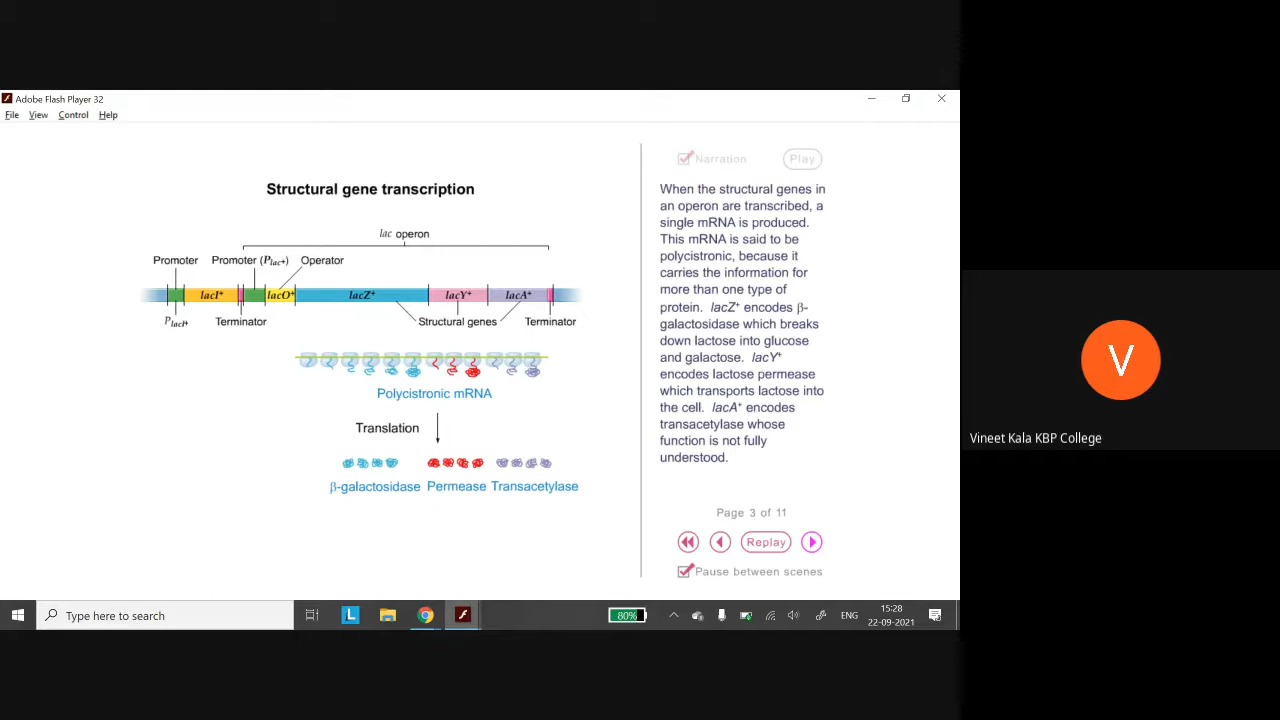 Adobe Flash Player 32
File View Control Help
Structural gene transcription
lac operon
Promoter Promoter (Plac+) Operator
lacI+ lacO+ lacZ+ lacY+ lacA+
PlacI+ Terminator Structural genes Terminator
Polycistronic mRNA
Translation
β-galactosidase Permease Transacetylase
Narration Play
When the structural genes in
an operon are transcribed, a
single mRNA is produced.
This mRNA is said to be
polycistronic, because it
carries the information for
more than one type of
protein. lacZ+ encodes β-
galactosidase which breaks
down lactose into glucose
and galactose. lacY+
encodes lactose permease
which transports lactose into
the cell. lacA+ encodes
transacetylase whose
function is not fully
understood.
Page 3 of 11
Replay
Pause between scenes
V
Vineet Kala KBP College
Type here to search
L
80%
ENG
15:28
22-09-2021